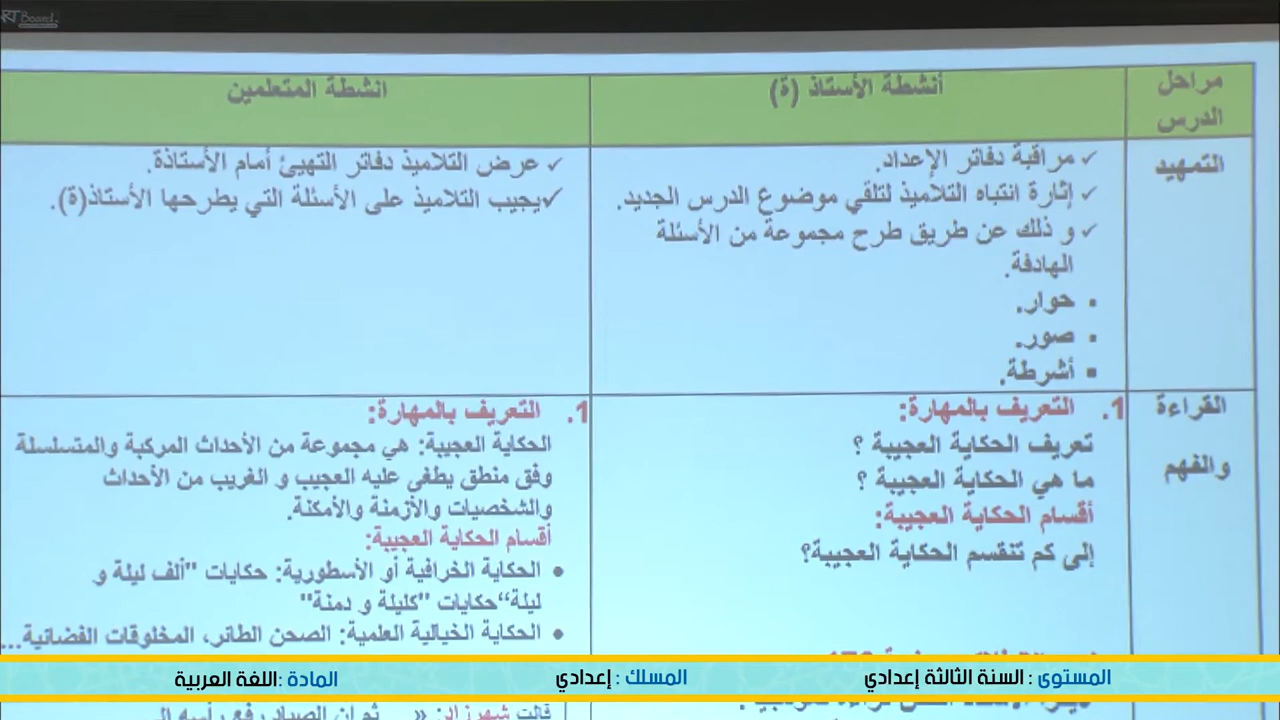 Board
مراحل الدرس
أنشطة الأستاذ (ة)
انشطة المتعلمين
التمهيد
✓ مراقبة دفاتر الإعداد.
✓ إثارة انتباه التلاميذ لتلقي موضوع الدرس الجديد.
✓ و ذلك عن طريق طرح مجموعة من الأسئلة
الهادفة.
▪ حوار.
▪ صور.
▪ أشرطة.
✓ عرض التلاميذ دفاتر التهيئ أمام الأستاذة.
✓ يجيب التلاميذ على الأسئلة التي يطرحها الأستاذ(ة).
القراءة
والفهم
1. التعريف بالمهارة:
تعريف الحكاية العجيبة ؟
ما هي الحكاية العجيبة ؟
أقسام الحكاية العجيبة:
إلى كم تنقسم الحكاية العجيبة؟
1. التعريف بالمهارة:
الحكاية العجيبة: هي مجموعة من الأحداث المركبة والمتسلسلة
وفق منطق يطغى عليه العجيب و الغريب من الأحداث
والشخصيات والأزمنة والأمكنة.
أقسام الحكاية العجيبة:
• الحكاية الخرافية أو الأسطورية: حكايات "ألف ليلة و
ليلة“حكايات "كليلة و دمنة"
• الحكاية الخيالية العلمية: الصحن الطائر، المخلوقات الفضائية...
المستوى : السنة الثالثة إعدادي
المسلك : إعدادي
المادة :اللغة العربية
قالت شهرزاد: «